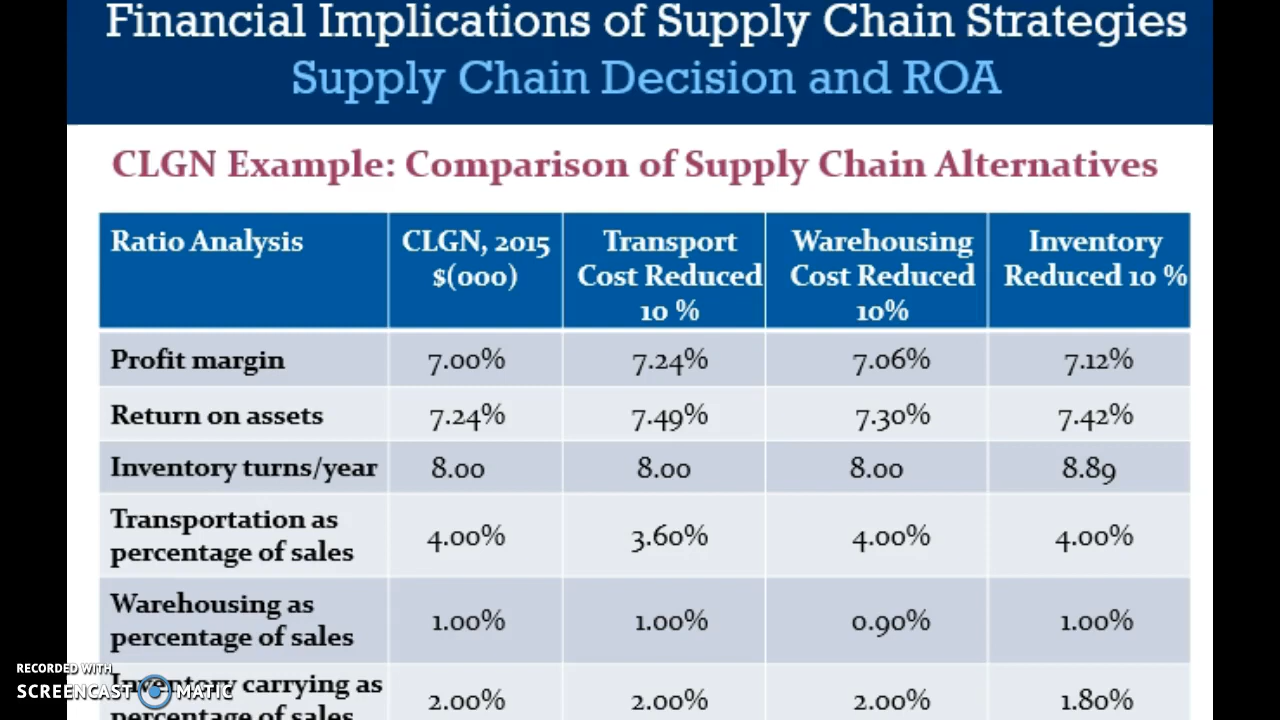 Financial Implications of Supply Chain Strategies
Supply Chain Decision and ROA
CLGN Example: Comparison of Supply Chain Alternatives
Ratio Analysis
CLGN, 2015
$(000)
Transport
Cost Reduced
10 %
Warehousing
Cost Reduced
10%
Inventory
Reduced 10 %
Profit margin
7.00%
7.24%
7.06%
7.12%
Return on assets
7.24%
7.49%
7.30%
7.42%
Inventory turns/year
8.00
8.00
8.00
8.89
Transportation as
percentage of sales
4.00%
3.60%
4.00%
4.00%
Warehousing as
percentage of sales
1.00%
1.00%
0.90%
1.00%
Inventory carrying as
percentage of sales
2.00%
2.00%
2.00%
1.80%
RECORDED WITH
SCREENCAST MATIC